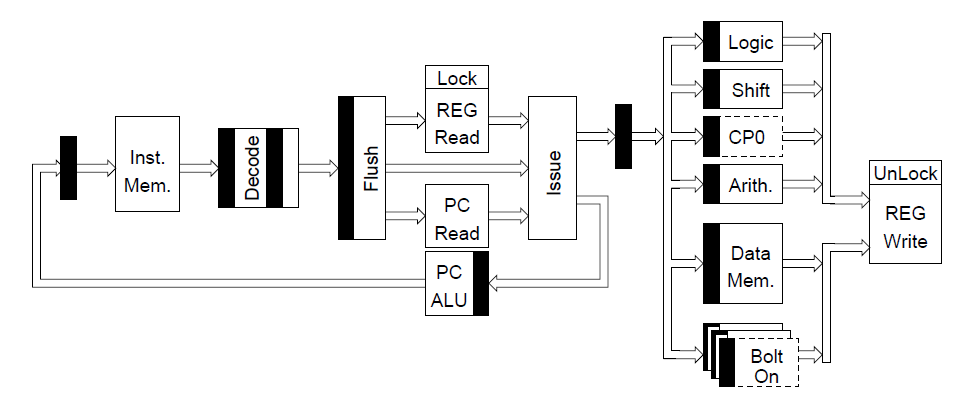 Inst.
Mem.
Decode
Flush
Lock
REG
Read
PC
Read
PC
ALU
Issue
Logic
Shift
CP0
Arith.
Data
Mem.
Bolt
On
UnLock
REG
Write